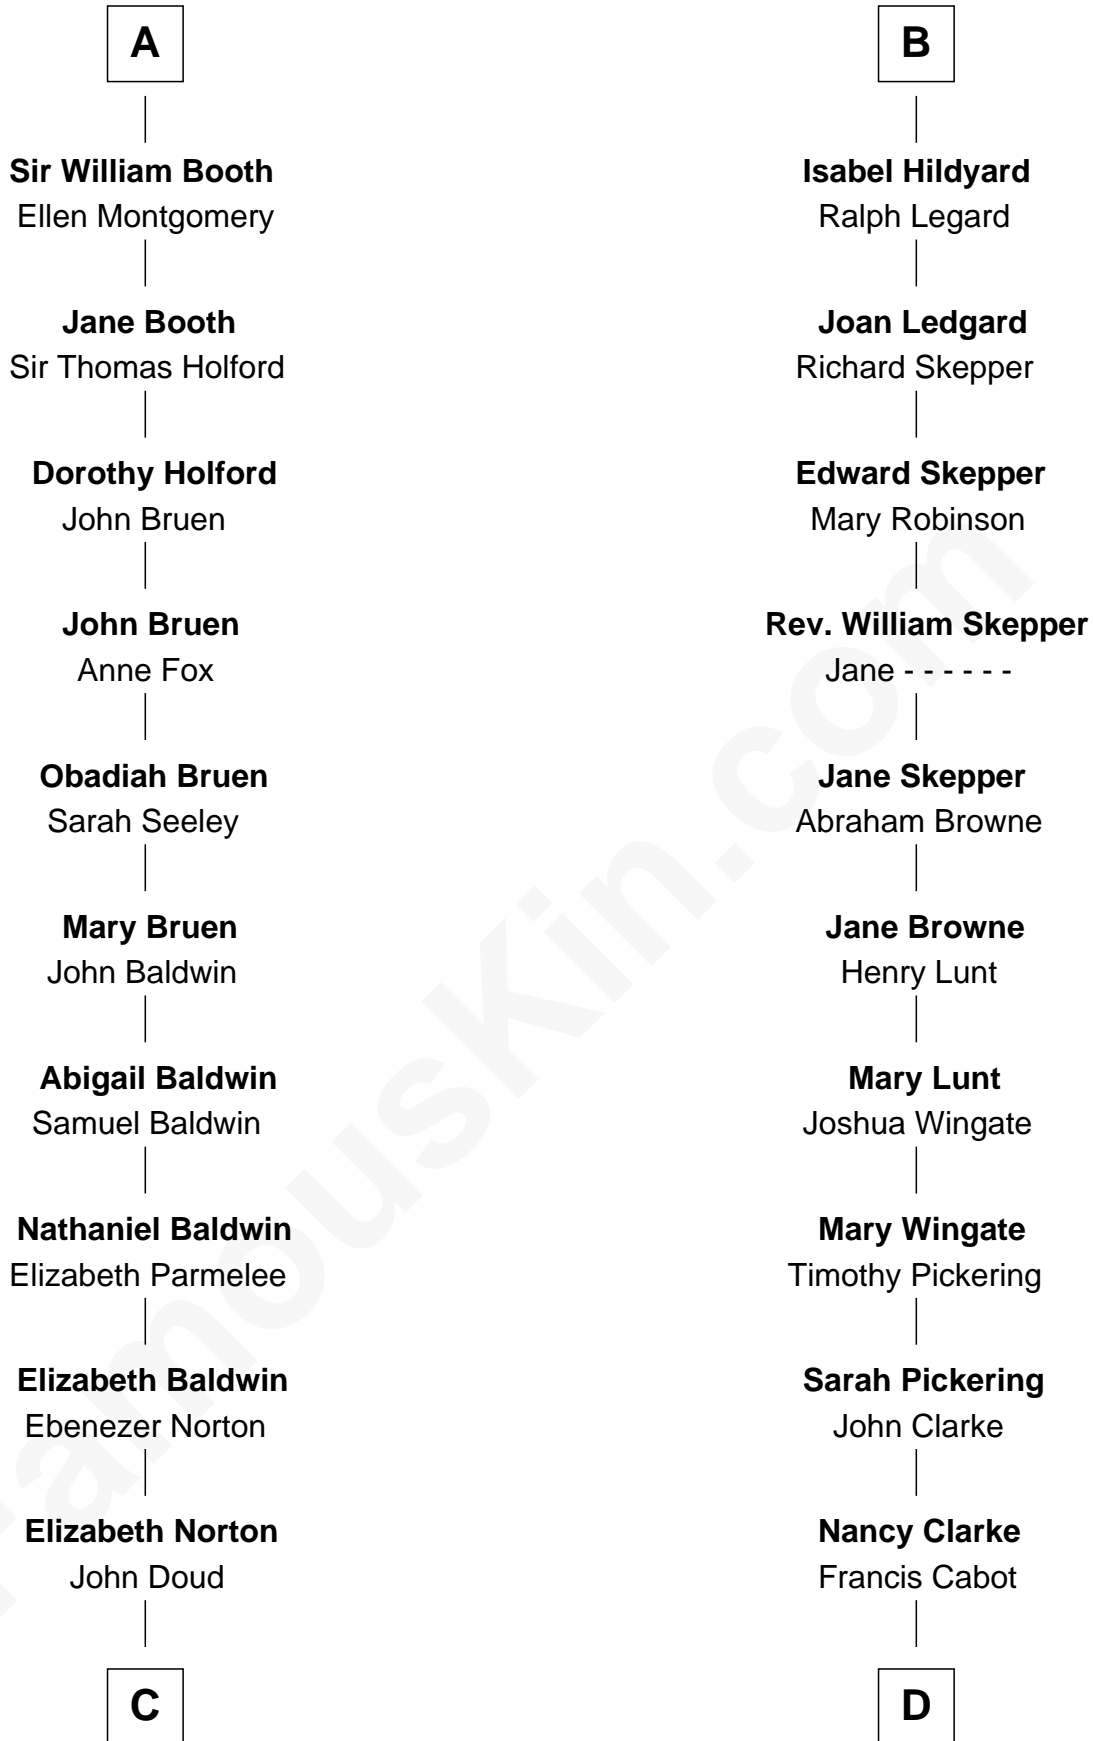 A
Sir William Booth
Ellen Montgomery
Jane Booth
Sir Thomas Holford
Dorothy Holford
John Bruen
John Bruen
Anne Fox
Obadiah Bruen
Sarah Seeley
Mary Bruen
John Baldwin
Abigail Baldwin
Samuel Baldwin
Nathaniel Baldwin
Elizabeth Parmelee
Elizabeth Baldwin
Ebenezer Norton
Elizabeth Norton
John Doud
C
B
Isabel Hildyard
Ralph Legard
Joan Ledgard
Richard Skepper
Edward Skepper
Mary Robinson
Rev. William Skepper
Jane - - - - - -
Jane Skepper
Abraham Browne
Jane Browne
Henry Lunt
Mary Lunt
Joshua Wingate
Mary Wingate
Timothy Pickering
Sarah Pickering
John Clarke
Nancy Clarke
Francis Cabot
D
FamousKin.com